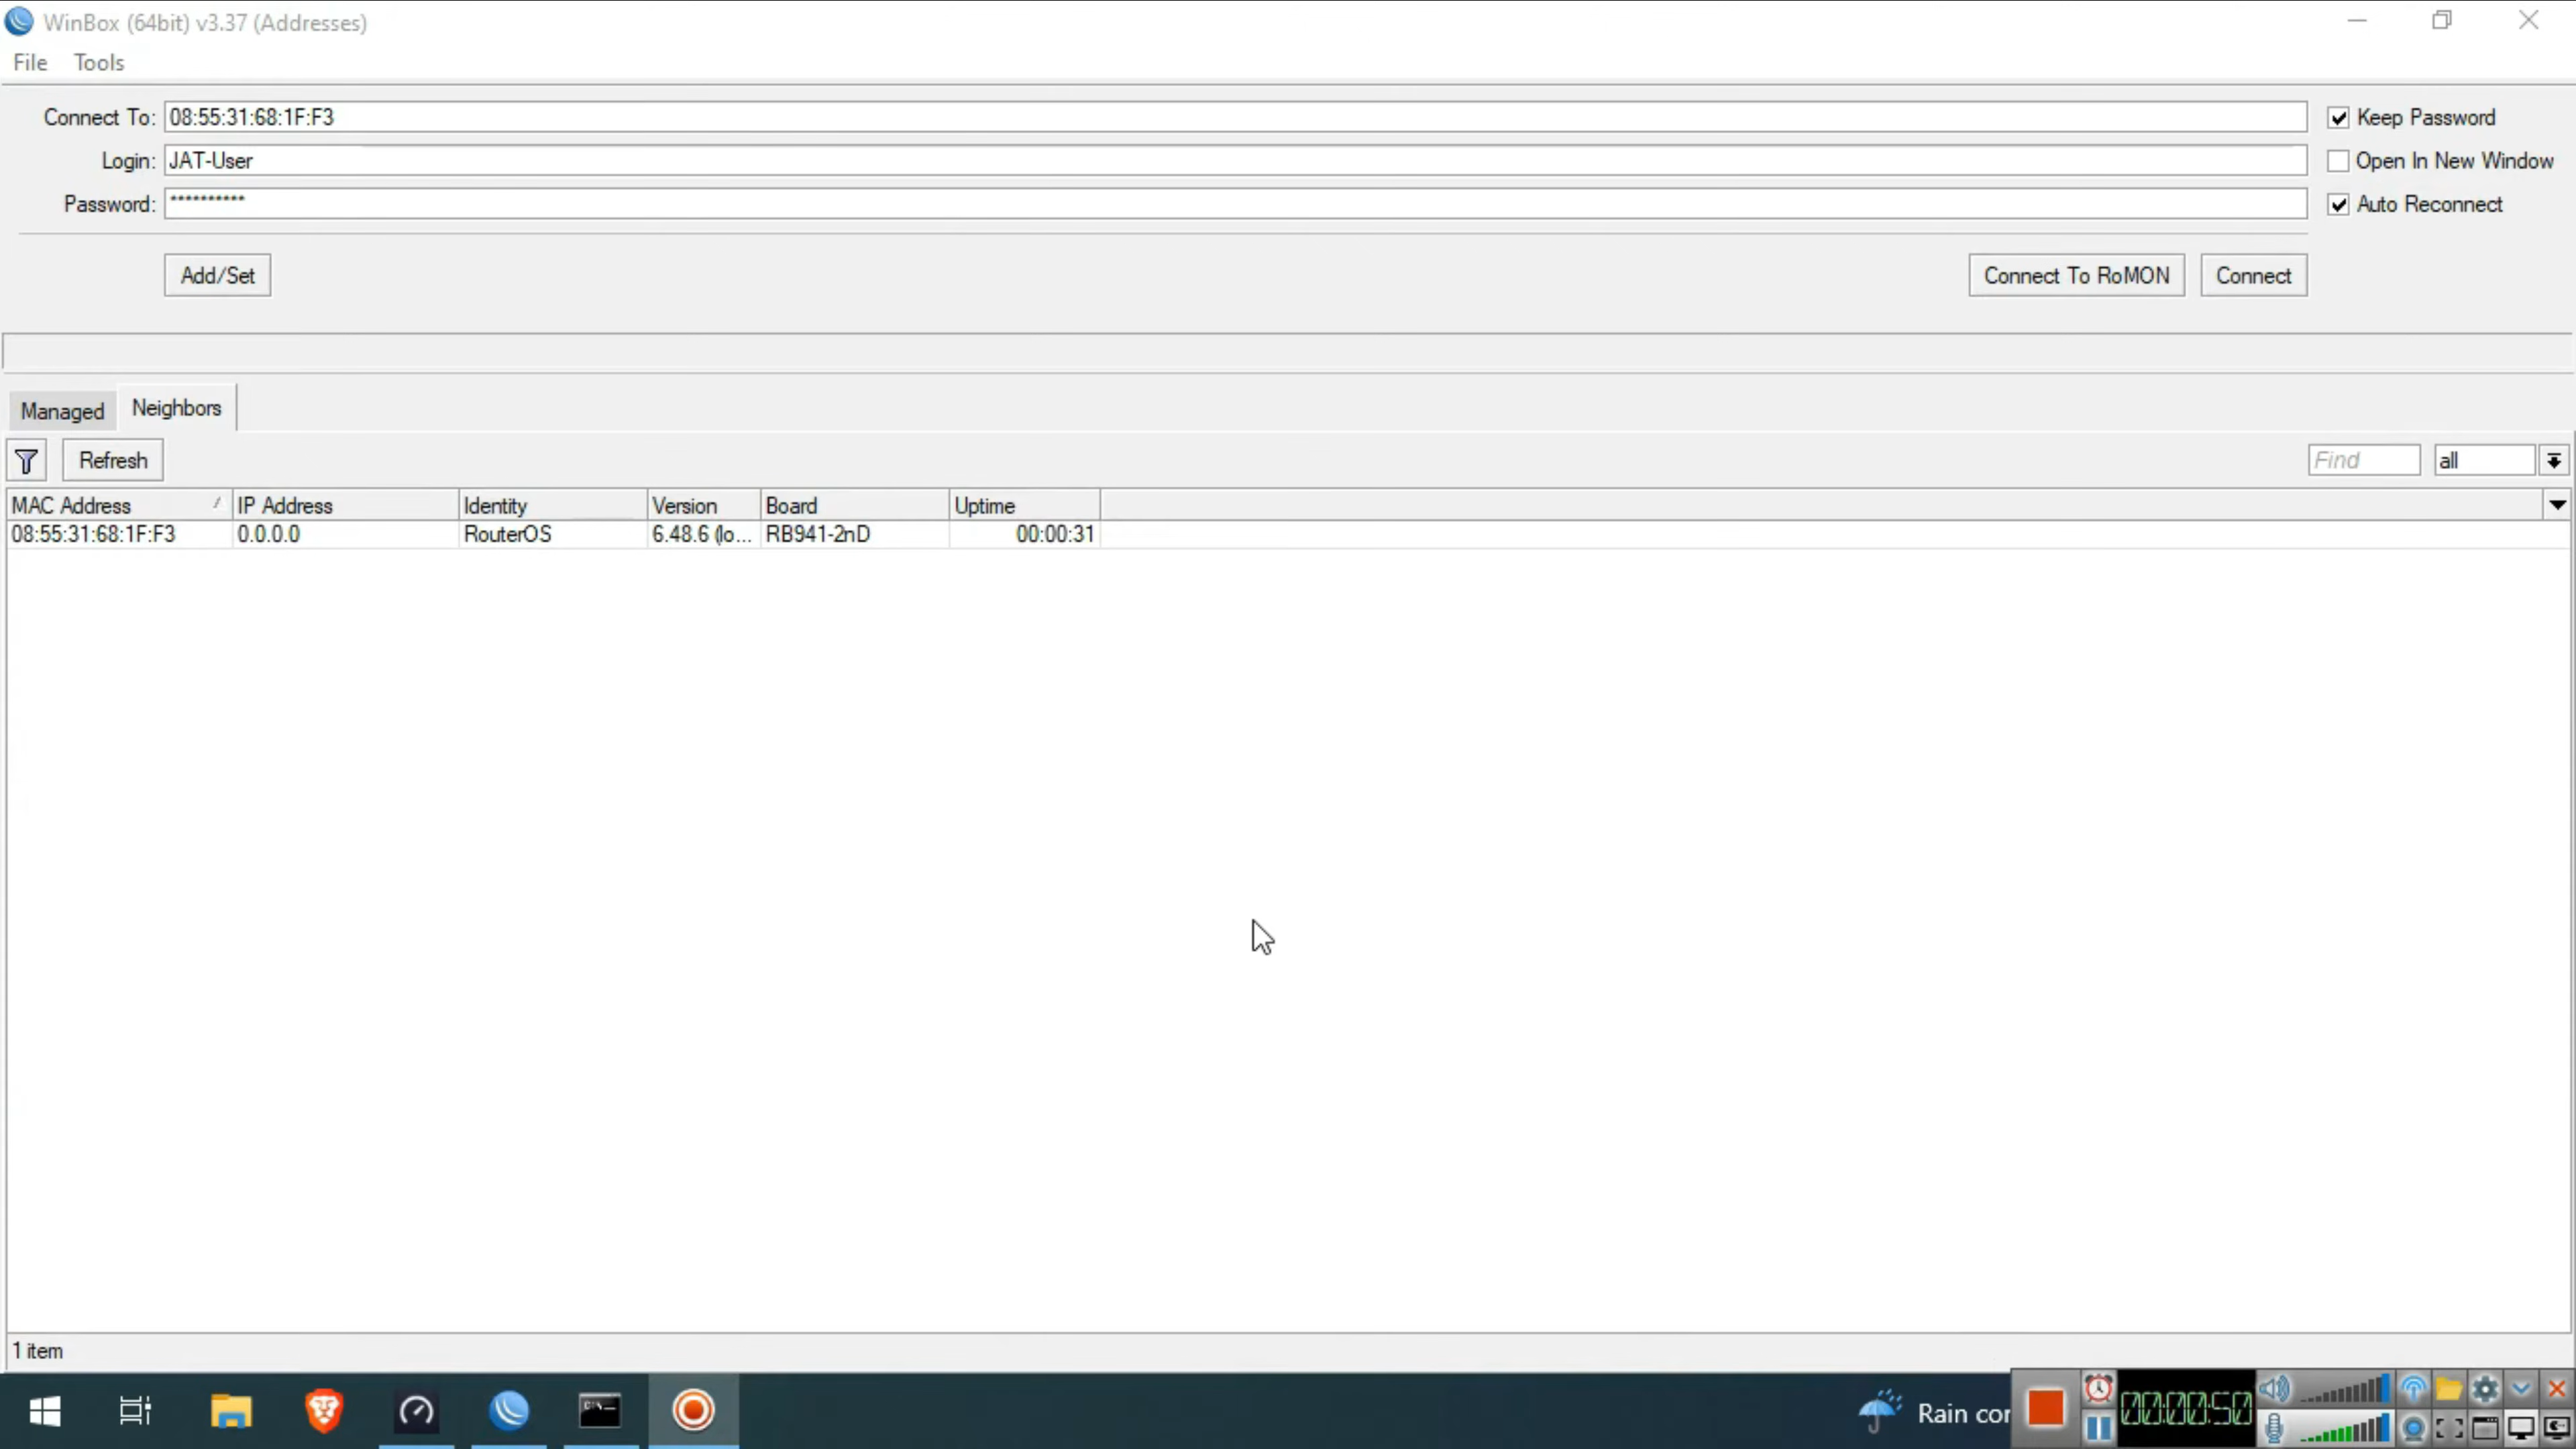 WinBox (64bit) v3.37 (Addresses)
File Tools
Connect To: 08:55:31:68:1F:F3
Keep Password
Login: JAT-User
Open In New Window
Password: **********
Auto Reconnect
Add/Set
Connect To RoMON
Connect
Managed
Neighbors
Refresh
Find
all
MAC Address IP Address Identity Version Board Uptime
08:55:31:68:1F:F3 0.0.0.0 RouterOS 6.48.6 (lo... RB941-2nD 00:00:31
1 item
C:\_
Rain cor
00:00:50